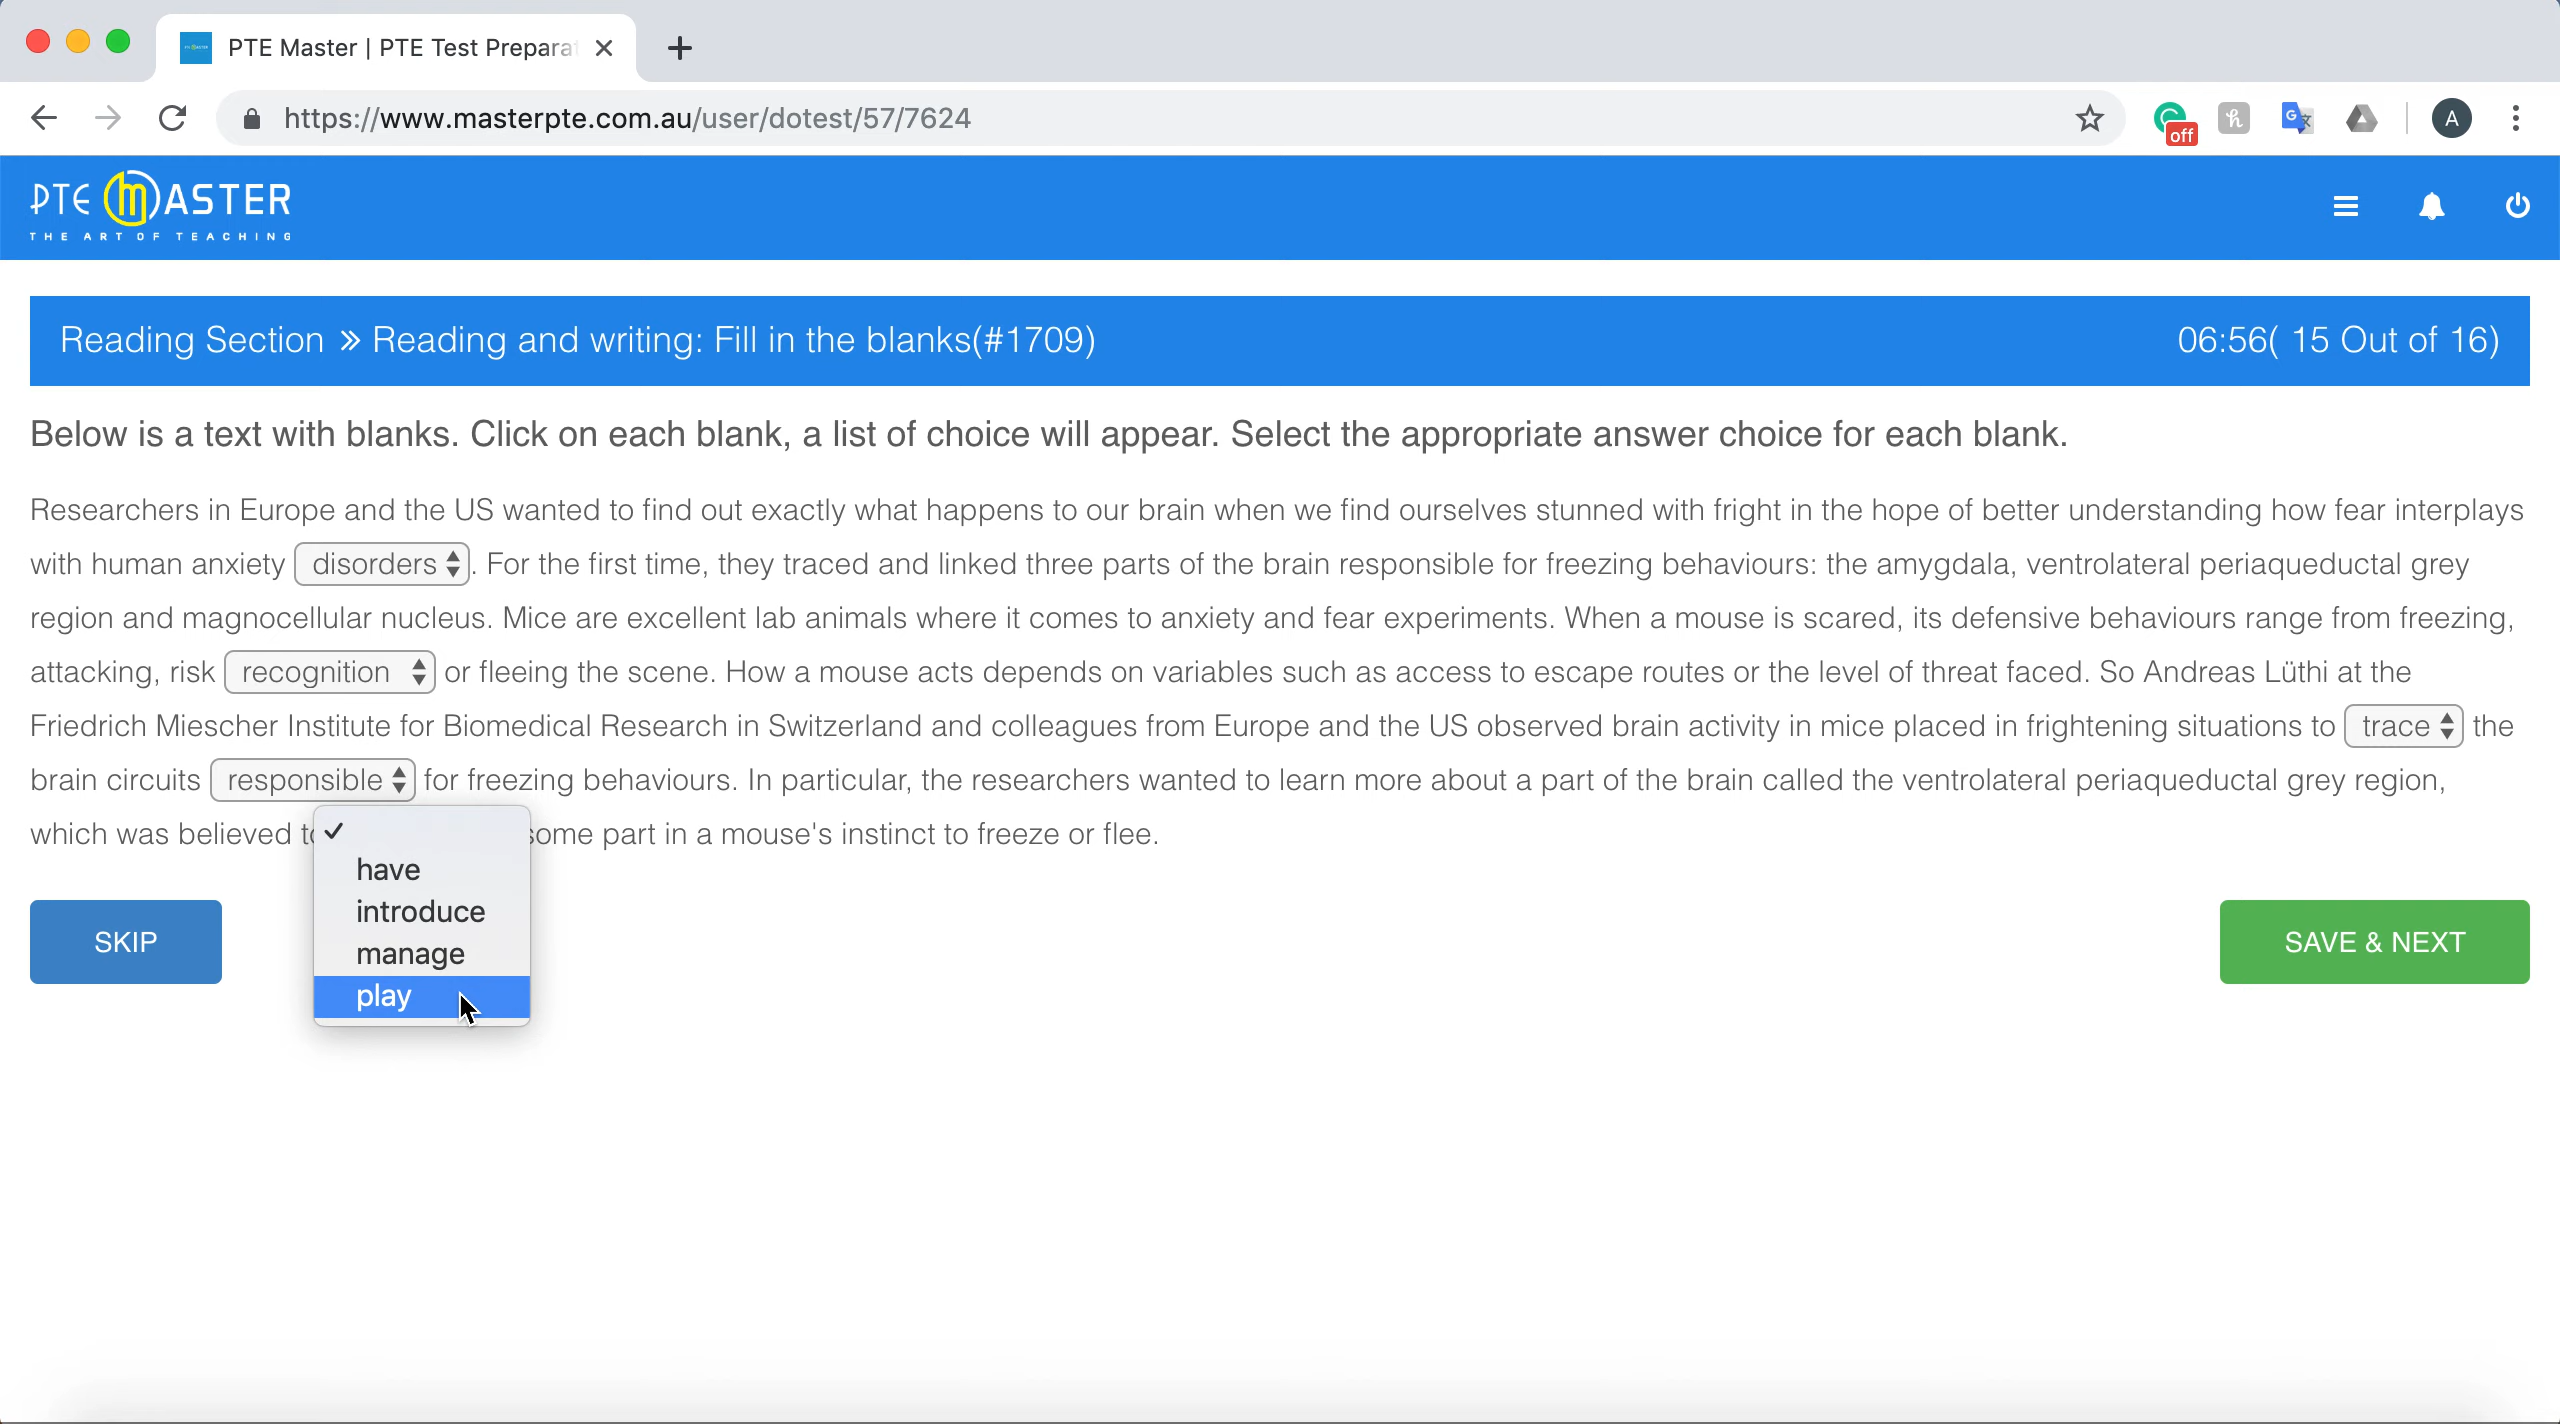 PTE Master | PTE Test Prepara
https://www.masterpte.com.au/user/dotest/57/7624
off
A
PTE MASTER
THE ART OF TEACHING
Reading Section » Reading and writing: Fill in the blanks(#1709)
06:56( 15 Out of 16)
Below is a text with blanks. Click on each blank, a list of choice will appear. Select the appropriate answer choice for each blank.
Researchers in Europe and the US wanted to find out exactly what happens to our brain when we find ourselves stunned with fright in the hope of better understanding how fear interplays
with human anxiety disorders. For the first time, they traced and linked three parts of the brain responsible for freezing behaviours: the amygdala, ventrolateral periaqueductal grey
region and magnocellular nucleus. Mice are excellent lab animals where it comes to anxiety and fear experiments. When a mouse is scared, its defensive behaviours range from freezing,
attacking, risk recognition or fleeing the scene. How a mouse acts depends on variables such as access to escape routes or the level of threat faced. So Andreas Lüthi at the
Friedrich Miescher Institute for Biomedical Research in Switzerland and colleagues from Europe and the US observed brain activity in mice placed in frightening situations to trace the
brain circuits responsible for freezing behaviours. In particular, the researchers wanted to learn more about a part of the brain called the ventrolateral periaqueductal grey region,
which was believed to some part in a mouse's instinct to freeze or flee.
have
introduce
manage
play
SKIP
SAVE & NEXT